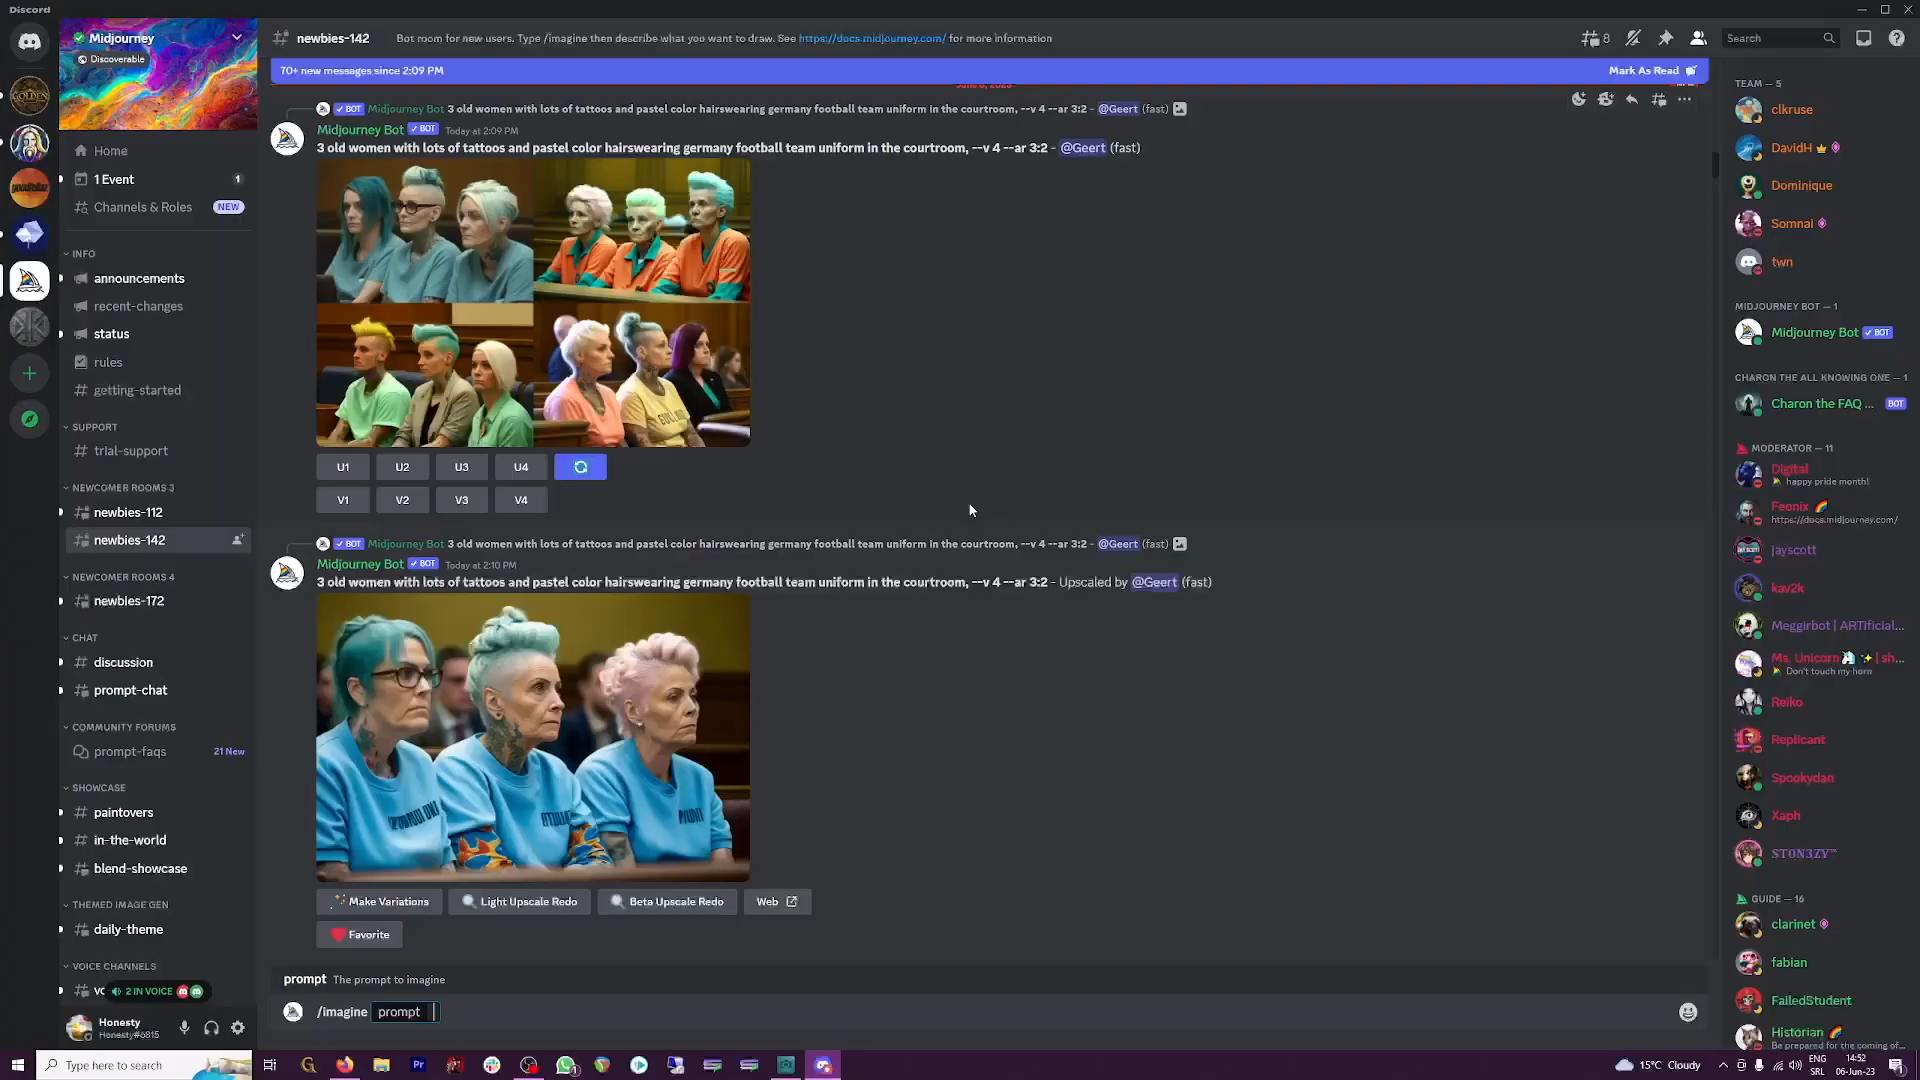 Discord
Midjourney
Discoverable
Home
1 Event
1
Channels & Roles
NEW
INFO
announcements
recent-changes
status
rules
getting-started
SUPPORT
trial-support
NEWCOMER ROOMS 3
newbies-112
newbies-142
NEWCOMER ROOMS 4
newbies-172
CHAT
discussion
prompt-chat
COMMUNITY FORUMS
prompt-faqs
21 New
SHOWCASE
paintovers
in-the-world
blend-showcase
THEMED IMAGE GEN
daily-theme
VOICE CHANNELS
2 IN VOICE
Honesty
Honesty#6815
newbies-142
Bot room for new users. Type /imagine then describe what you want to draw. See https://docs.midjourney.com/ for more information
8
Search
70+ new messages since 2:09 PM
Mark As Read
BOT Midjourney Bot 3 old women with lots of tattoos and pastel color hairswearing germany football team uniform in the courtroom, --v 4 --ar 3:2 - @Geert (fast)
Midjourney Bot BOT Today at 2:09 PM
3 old women with lots of tattoos and pastel color hairswearing germany football team uniform in the courtroom, --v 4 --ar 3:2 - @Geert (fast)
U1 U2 U3 U4
V1 V2 V3 V4
BOT Midjourney Bot 3 old women with lots of tattoos and pastel color hairswearing germany football team uniform in the courtroom, --v 4 --ar 3:2 - @Geert (fast)
Midjourney Bot BOT Today at 2:10 PM
3 old women with lots of tattoos and pastel color hairswearing germany football team uniform in the courtroom, --v 4 --ar 3:2 - Upscaled by @Geert (fast)
Make Variations
Light Upscale Redo
Beta Upscale Redo
Web
Favorite
prompt The prompt to imagine
/imagine prompt
TEAM — 5
clkruse
DavidH
Dominique
Somnai
twn
MIDJOURNEY BOT — 1
Midjourney Bot BOT
CHARON THE ALL KNOWING ONE — 1
Charon the FAQ ... BOT
MODERATOR — 11
Digital
happy pride month!
Feonix
https://docs.midjourney.com/
jayscott
kav2k
Meggirbot | ARTificial...
Ms. Unicorn | sh...
Don't touch my horn
Reiko
Replicant
Spookydan
Xaph
STON3ZY™
GUIDE — 16
clarinet
fabian
FailedStudent
Historian
Be prepared for the coming of...
Type here to search
15°C Cloudy
ENG
SRL
14:52
06-Jun-23